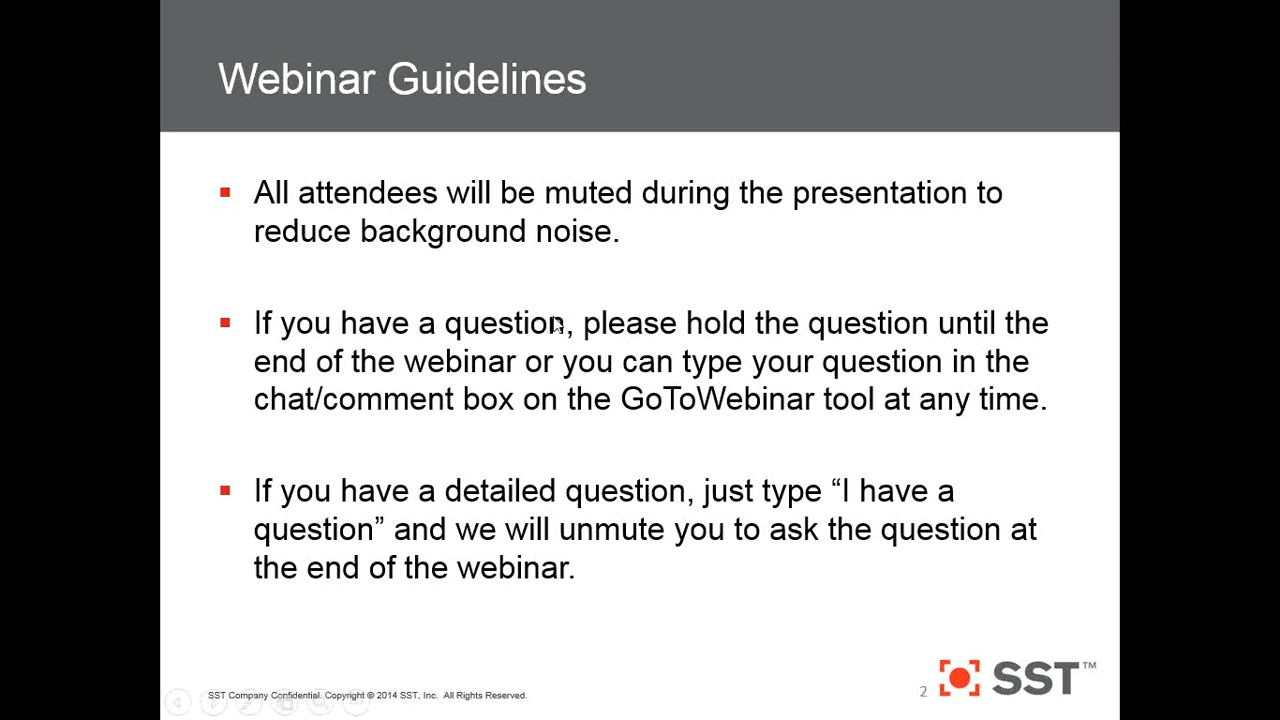 Webinar Guidelines
All attendees will be muted during the presentation to
reduce background noise.
If you have a question, please hold the question until the
end of the webinar or you can type your question in the
chat/comment box on the GoToWebinar tool at any time.
If you have a detailed question, just type “I have a
question” and we will unmute you to ask the question at
the end of the webinar.
SST Company Confidential. Copyright © 2014 SST, Inc. All Rights Reserved.
2
SST™